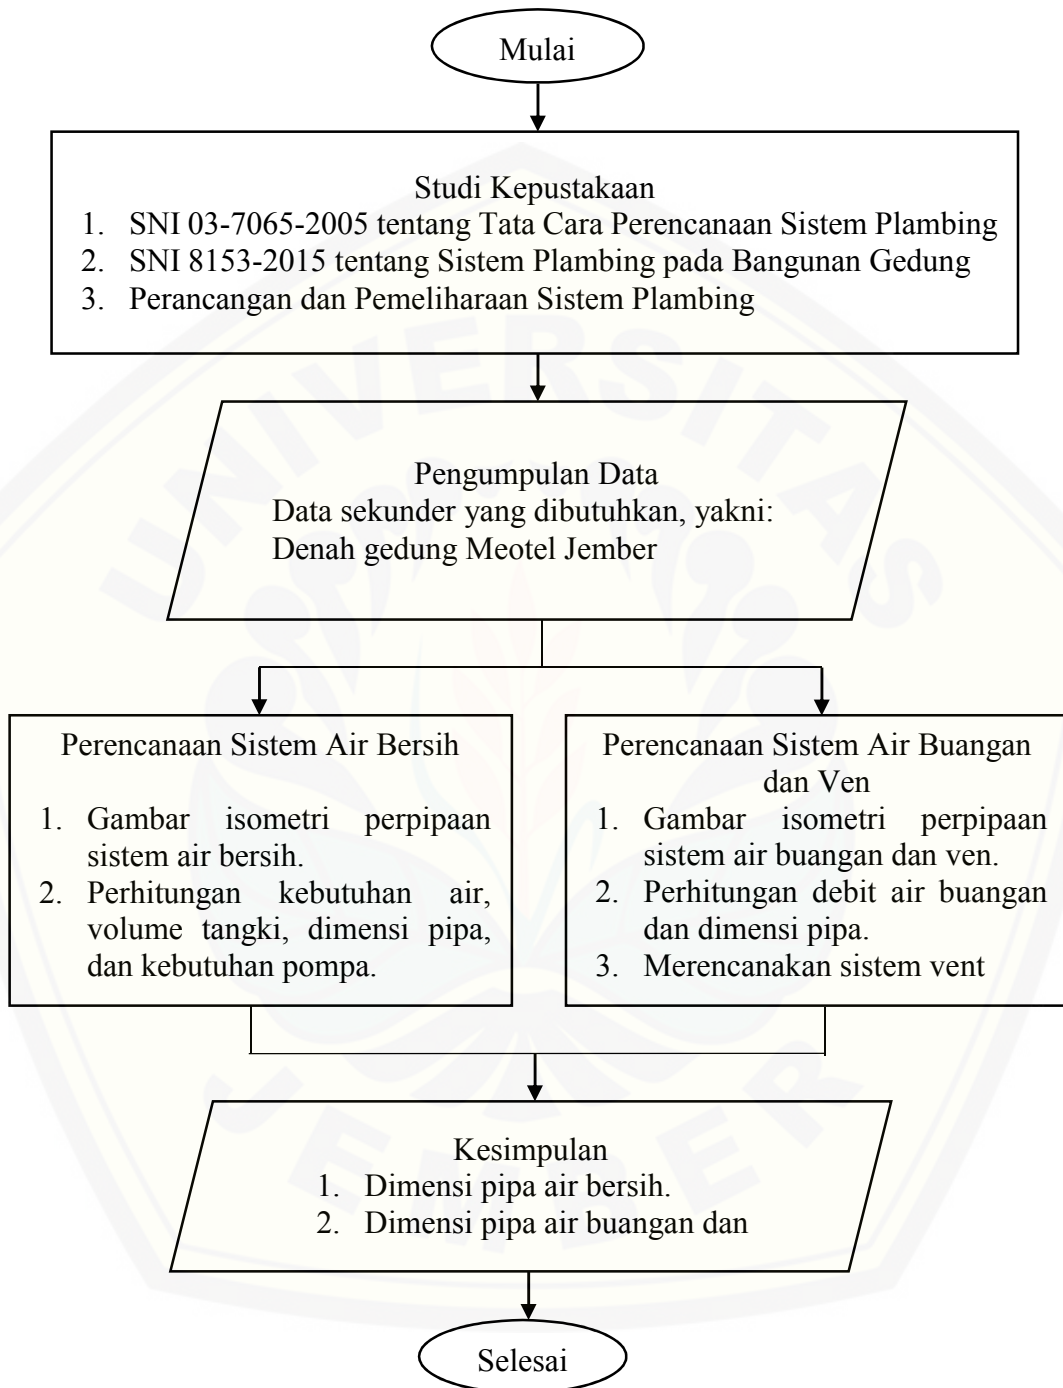 Mulai
Studi Kepustakaan
1. SNI 03-7065-2005 tentang Tata Cara Perencanaan Sistem Plambing
2. SNI 8153-2015 tentang Sistem Plambing pada Bangunan Gedung
3. Perancangan dan Pemeliharaan Sistem Plambing
Pengumpulan Data
Data sekunder yang dibutuhkan, yakni:
Denah gedung Meotel Jember
Perencanaan Sistem Air Bersih
1. Gambar isometri perpipaan
sistem air bersih.
2. Perhitungan kebutuhan air,
volume tangki, dimensi pipa,
dan kebutuhan pompa.
Perencanaan Sistem Air Buangan
dan Ven
1. Gambar isometri perpipaan
sistem air buangan dan ven.
2. Perhitungan debit air buangan
dan dimensi pipa.
3. Merencanakan sistem vent
Kesimpulan
1. Dimensi pipa air bersih.
2. Dimensi pipa air buangan dan
Selesai
UNIVERSITAS
JEMBER